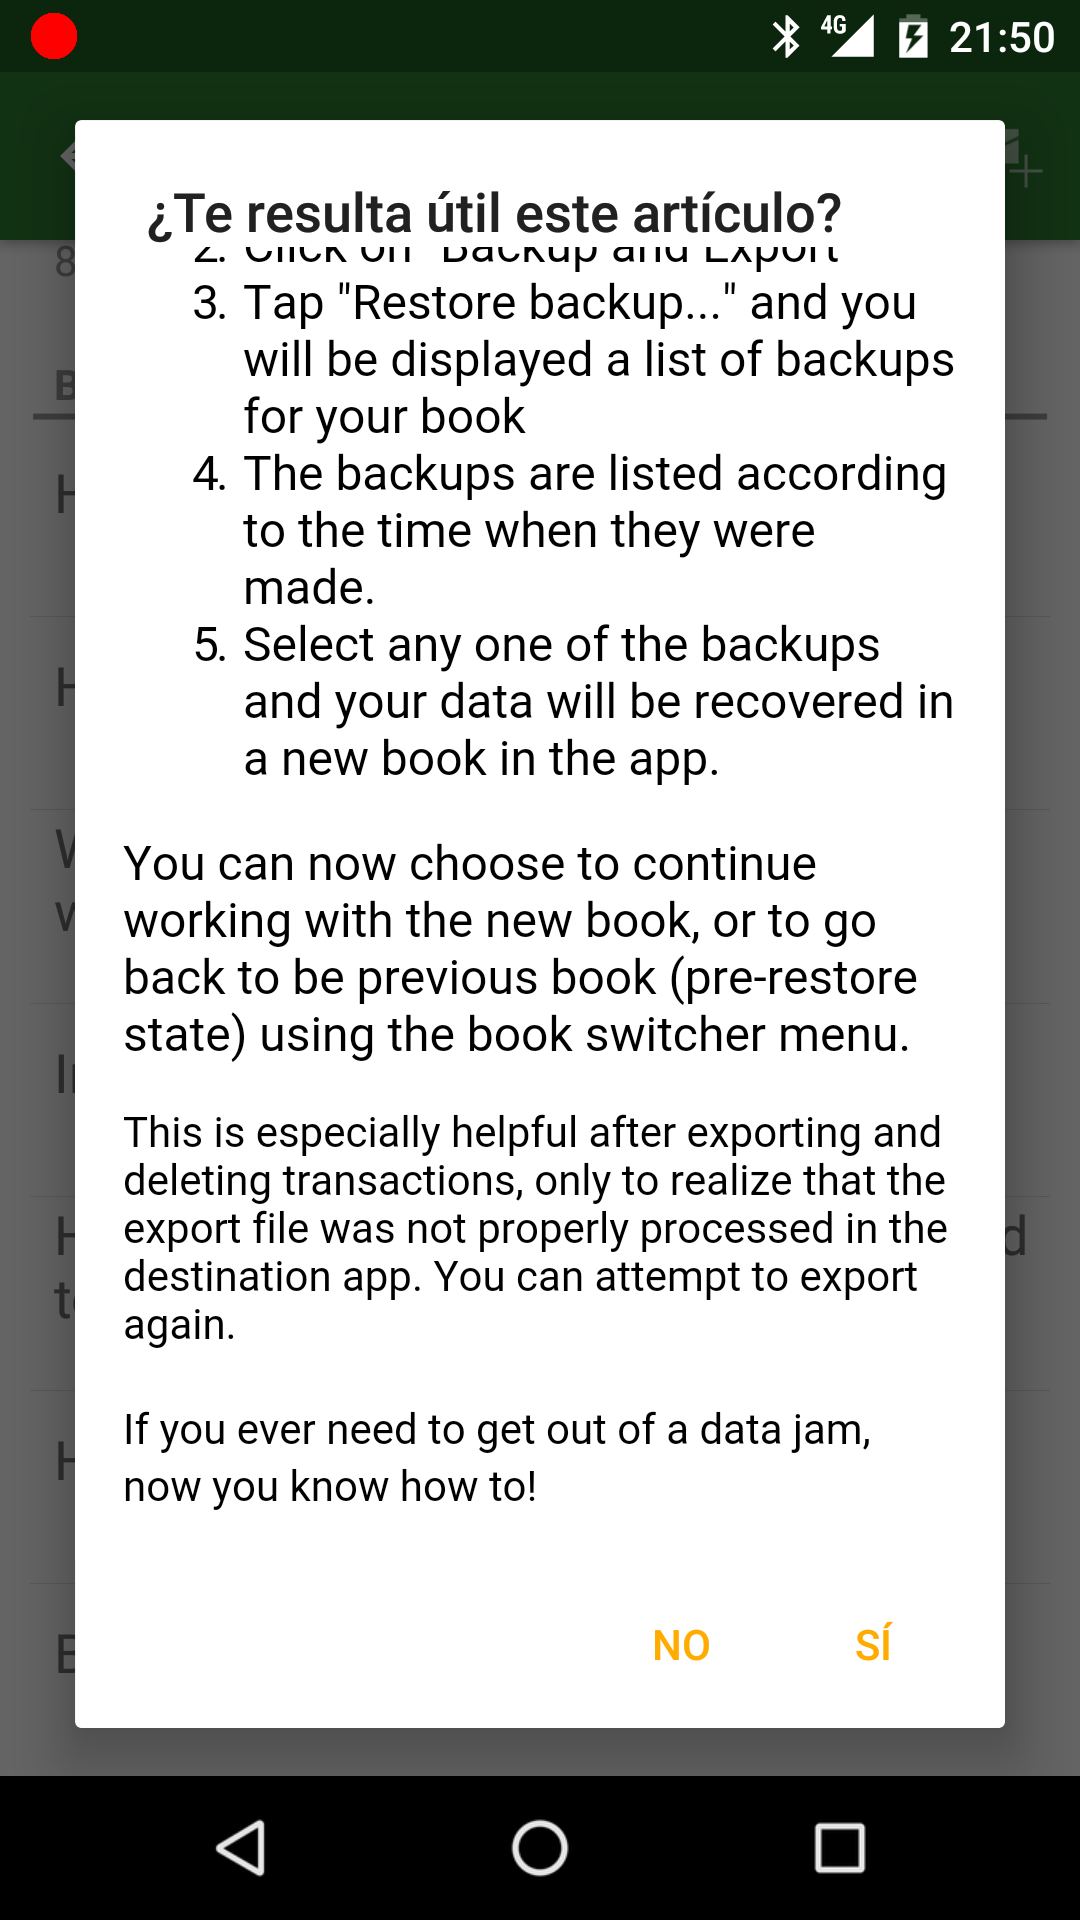 4G 21:50
¿Te resulta útil este artículo?
2. Click on "Backup and Export"
3. Tap "Restore backup..." and you
will be displayed a list of backups
for your book
4. The backups are listed according
to the time when they were
made.
5. Select any one of the backups
and your data will be recovered in
a new book in the app.
You can now choose to continue
working with the new book, or to go
back to be previous book (pre-restore
state) using the book switcher menu.
This is especially helpful after exporting and
deleting transactions, only to realize that the
export file was not properly processed in the
destination app. You can attempt to export
again.
If you ever need to get out of a data jam,
now you know how to!
NO SÍ